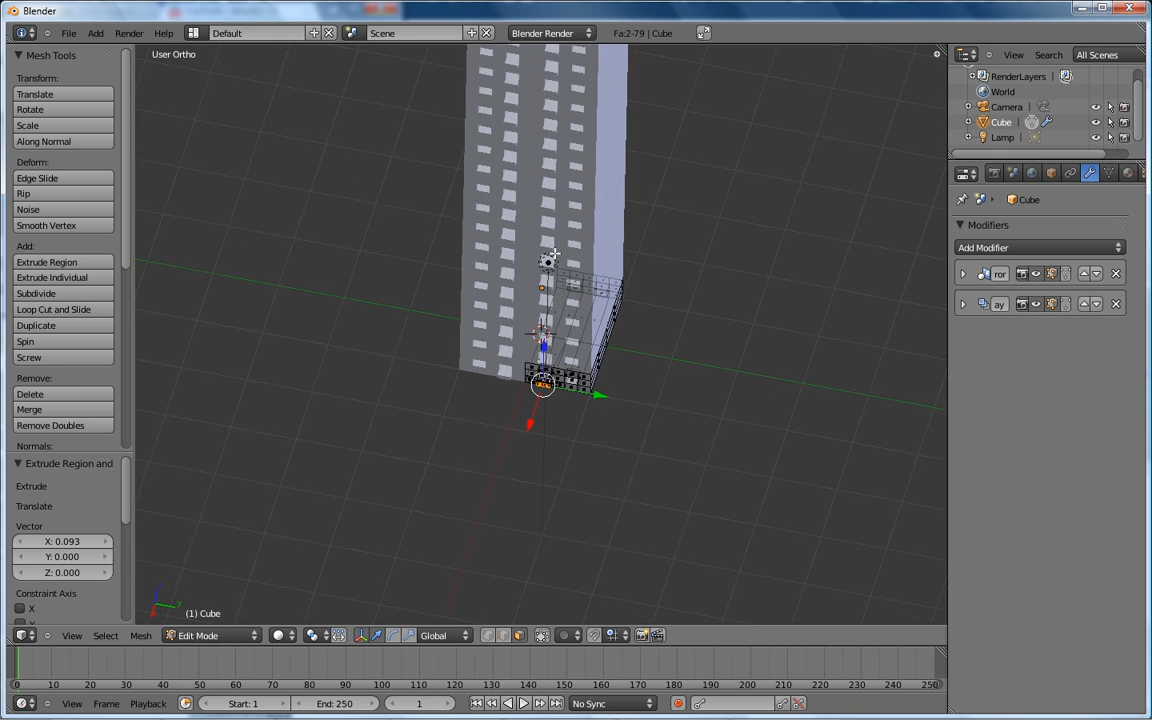 Blender
File
Add
Render
Help
Default
Scene
Blender Render
Fa:2-79 | Cube
Mesh Tools
Transform:
Translate
Rotate
Scale
Along Normal
Deform:
Edge Slide
Rip
Noise
Smooth Vertex
Add:
Extrude Region
Extrude Individual
Subdivide
Loop Cut and Slide
Duplicate
Spin
Screw
Remove:
Delete
Merge
Remove Doubles
Normals:
Extrude Region and
Extrude
Translate
Vector
X: 0.093
Y: 0.000
Z: 0.000
Constraint Axis
X
User Ortho
(1) Cube
View
Search
All Scenes
RenderLayers
World
Camera
Cube
Lamp
Cube
Modifiers
Add Modifier
ror
ay
View
Select
Mesh
Edit Mode
Global
0 10 20 30 40 50 60 70 80 90 100 110 120 130 140 150 160 170 180 190 200 210 220 230 240 250
View
Frame
Playback
Start: 1
End: 250
1
No Sync